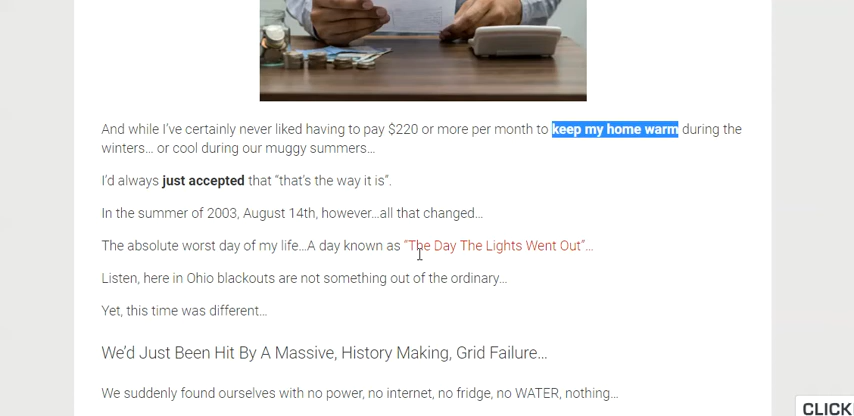 And while I’ve certainly never liked having to pay $220 or more per month to keep my home warm during the
winters… or cool during our muggy summers…
I’d always just accepted that “that’s the way it is”.
In the summer of 2003, August 14th, however…all that changed…
The absolute worst day of my life…A day known as “The Day The Lights Went Out”…
Listen, here in Ohio blackouts are not something out of the ordinary…
Yet, this time was different…
We’d Just Been Hit By A Massive, History Making, Grid Failure…
We suddenly found ourselves with no power, no internet, no fridge, no WATER, nothing…
CLICK